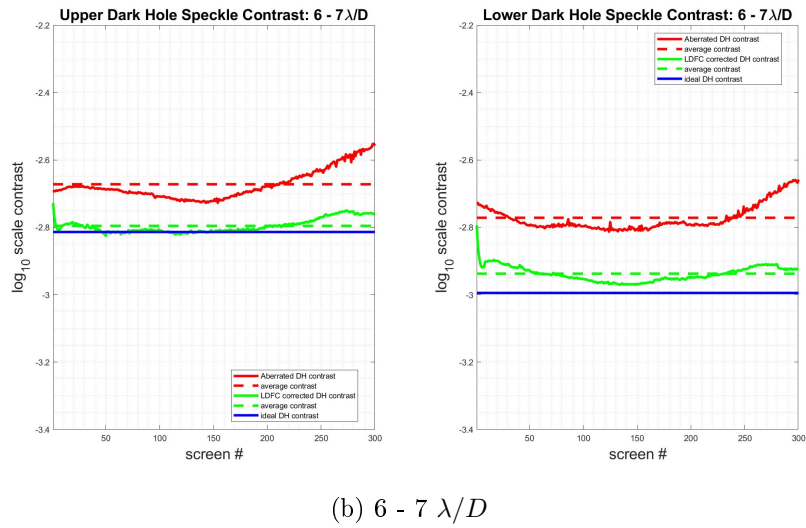 Upper Dark Hole Speckle Contrast: 6 - 7λ/D
log10 scale contrast
-2.2
-2.4
-2.6
-2.8
-3
-3.2
-3.4
50 100 150 200 250 300
screen #
Aberrated DH contrast
average contrast
LDFC corrected DH contrast
average contrast
ideal DH contrast
Lower Dark Hole Speckle Contrast: 6 - 7λ/D
log10 scale contrast
-2.2
-2.4
-2.6
-2.8
-3
-3.2
-3.4
50 100 150 200 250 300
screen #
Aberrated DH contrast
average contrast
LDFC corrected DH contrast
average contrast
ideal DH contrast
(b) 6 - 7 λ/D